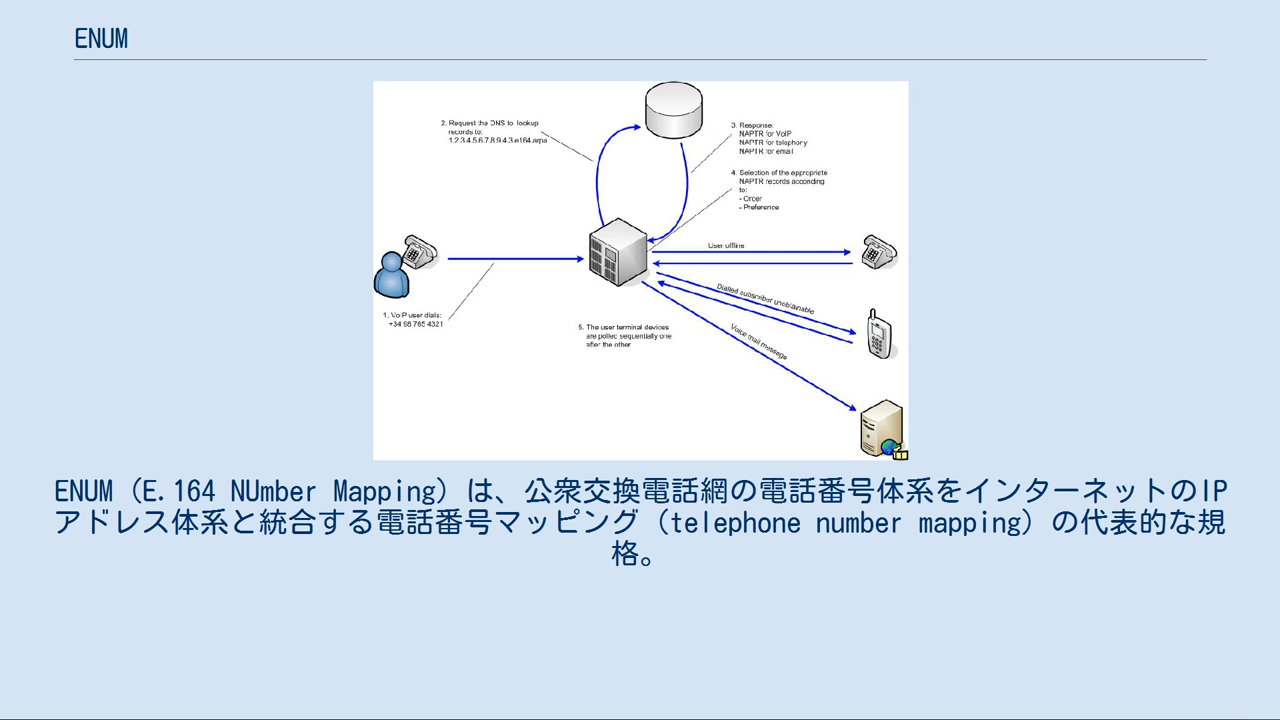 ENUM
2. Request the DNS to lookup
records to:
1.2.3.4.5.6.7.8.9.4.3.e164.arpa
3. Response:
NAPTR for VoIP
NAPTR for telephony
NAPTR for email
4. Selection of the appropriate
NAPTR records according
to:
- Order
- Preference
User offline
Dialled subscriber unobtainable
Voice mail message
1. VoIP user dials:
+34 98 765 4321
5. The user terminal devices
are polled sequentially one
after the other
ENUM（E.164 NUmber Mapping）は、公衆交換電話網の電話番号体系をインターネットのIP
アドレス体系と統合する電話番号マッピング（telephone number mapping）の代表的な規
格。